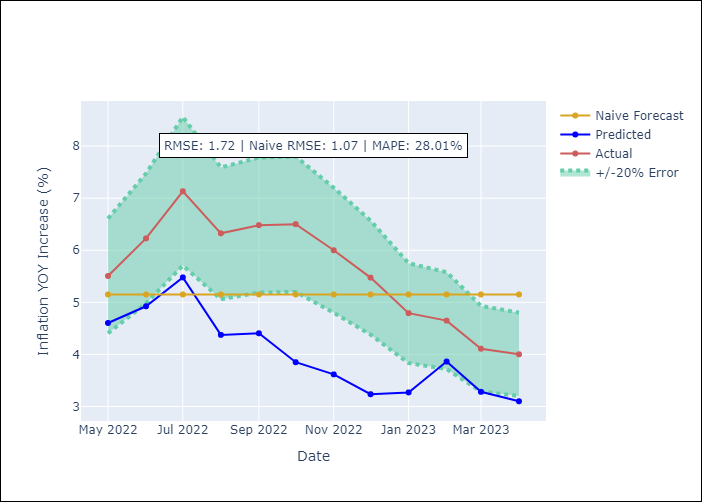 RMSE: 1.72 | Naive RMSE: 1.07 | MAPE: 28.01%
Naive Forecast
Predicted
Actual
+/-20% Error
Inflation YOY Increase (%)
8
7
6
5
4
3
May 2022 Jul 2022 Sep 2022 Nov 2022 Jan 2023 Mar 2023
Date